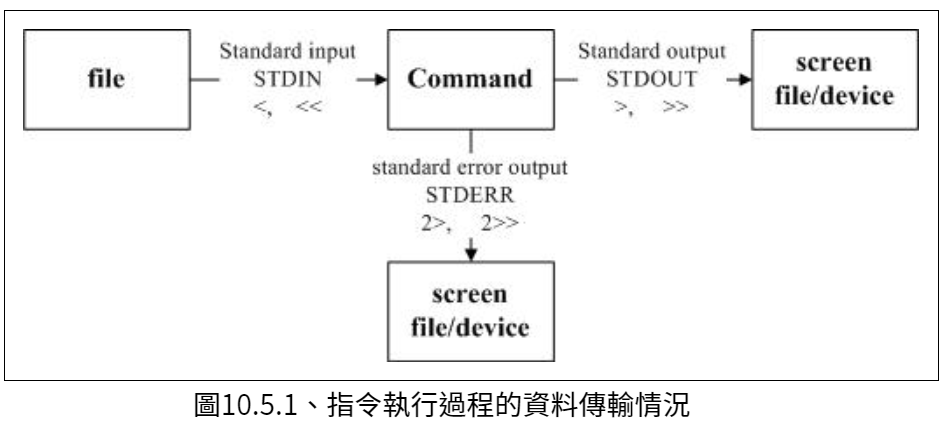 file
Standard input
STDIN
<, <<
Command
Standard output
STDOUT
>, >>
screen
file/device
standard error output
STDERR
2>, 2>>
screen
file/device
圖10.5.1、指令執行過程的資料傳輸情況